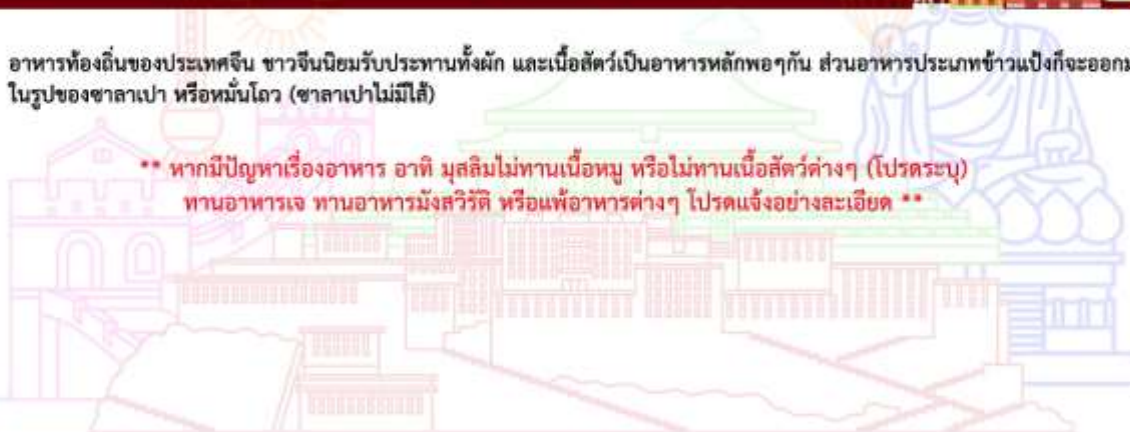 อาหารท้องถิ่นของประเทศจีน ชาวจีนนิยมรับประทานทั้งผัก และเนื้อสัตว์เป็นอาหารหลักพอๆกัน ส่วนอาหารประเภทข้าวแป้งก็จะออกม
ในรูปของซาลาเปา หรือหมั่นโถว (ซาลาเปาไม่มีไส้)
** หากมีปัญหาเรื่องอาหาร อาทิ มุสลิมไม่ทานเนื้อหมู หรือไม่ทานเนื้อสัตว์ต่างๆ (โปรดระบุ)
ทานอาหารเจ ทานอาหารมังสวิรัติ หรือแพ้อาหารต่างๆ โปรดแจ้งอย่างละเอียด **